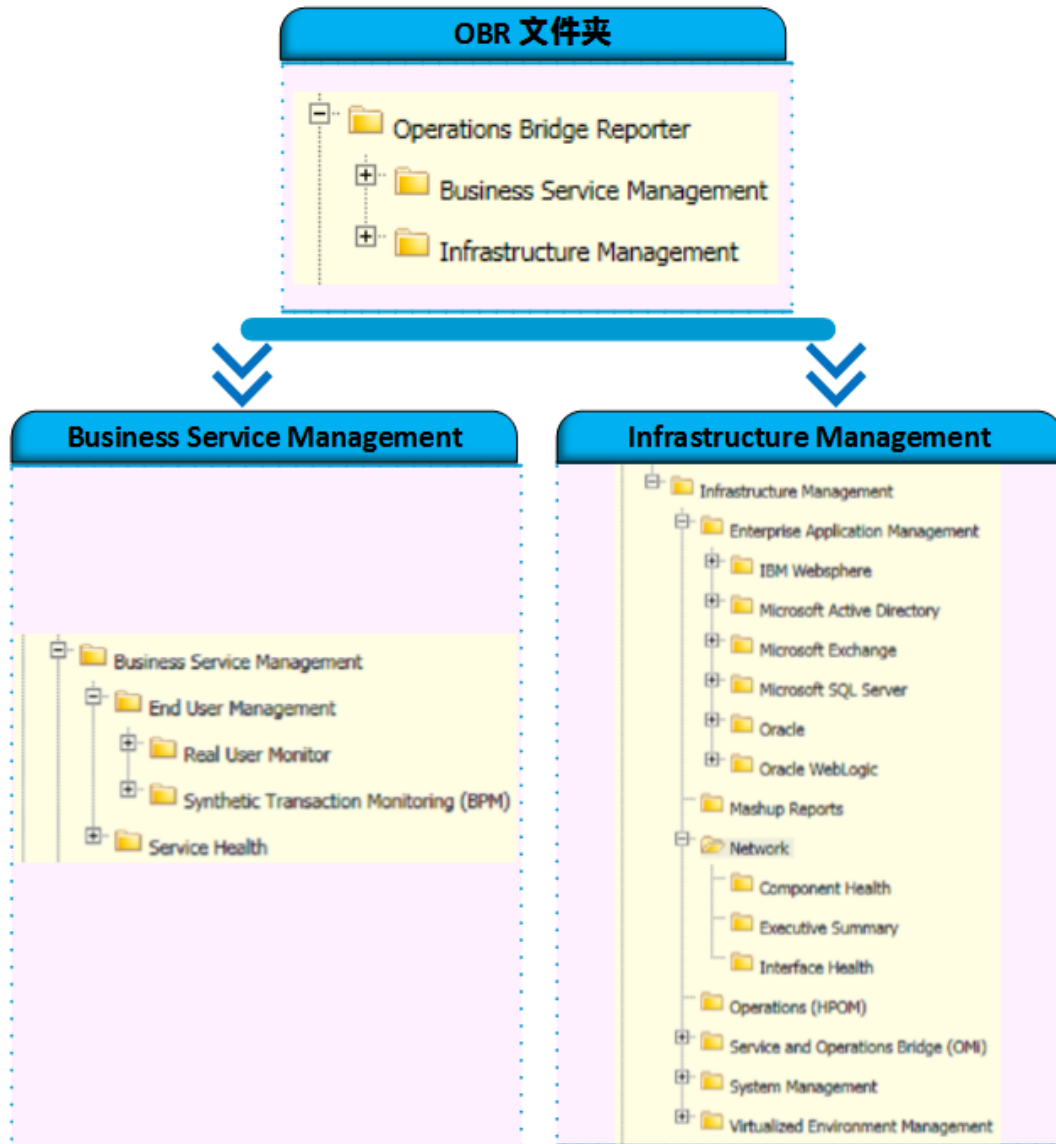 OBR 文件夹
Operations Bridge Reporter
Business Service Management
Infrastructure Management
Business Service Management
Business Service Management
End User Management
Real User Monitor
Synthetic Transaction Monitoring (BPM)
Service Health
Infrastructure Management
Infrastructure Management
Enterprise Application Management
IBM Websphere
Microsoft Active Directory
Microsoft Exchange
Microsoft SQL Server
Oracle
Oracle WebLogic
Mashup Reports
Network
Component Health
Executive Summary
Interface Health
Operations (HPOM)
Service and Operations Bridge (OMi)
System Management
Virtualized Environment Management